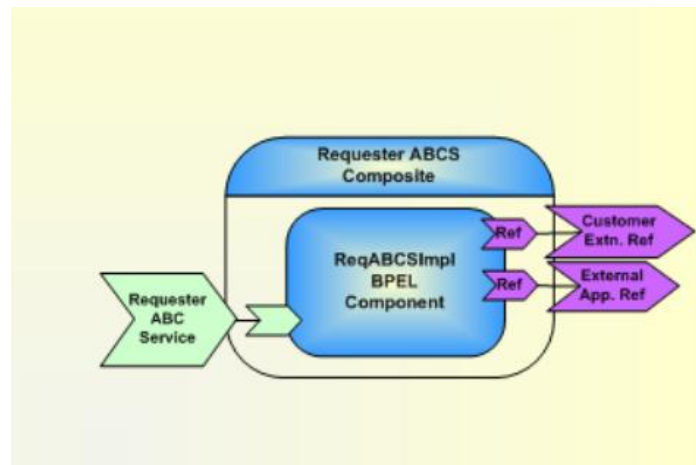 Requester ABCS
Composite
ReqABCSImpl
BPEL
Component
Requester
ABC
Service
Ref
Customer
Extn. Ref
Ref
External
App. Ref